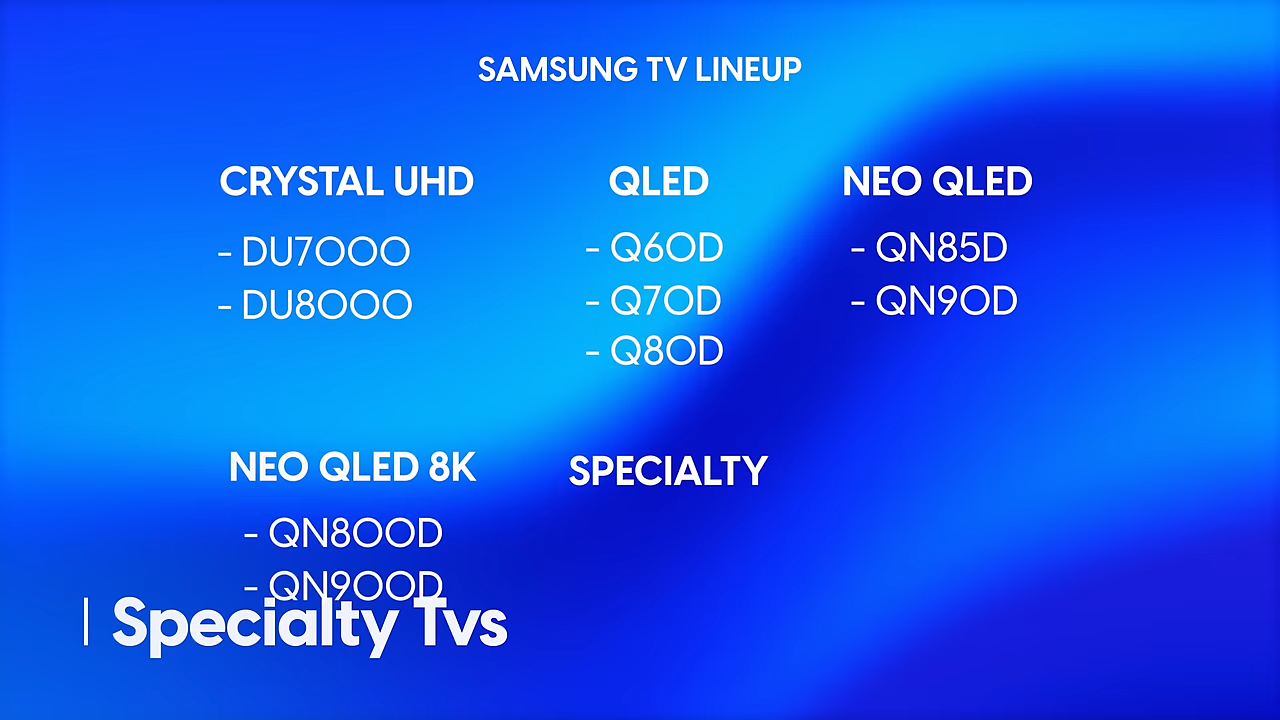 SAMSUNG TV LINEUP
CRYSTAL UHD
- DU7000
- DU8000
QLED
- Q60D
- Q70D
- Q80D
NEO QLED
- QN85D
- QN90D
NEO QLED 8K
- QN800D
- QN900D
SPECIALTY
| Specialty Tvs